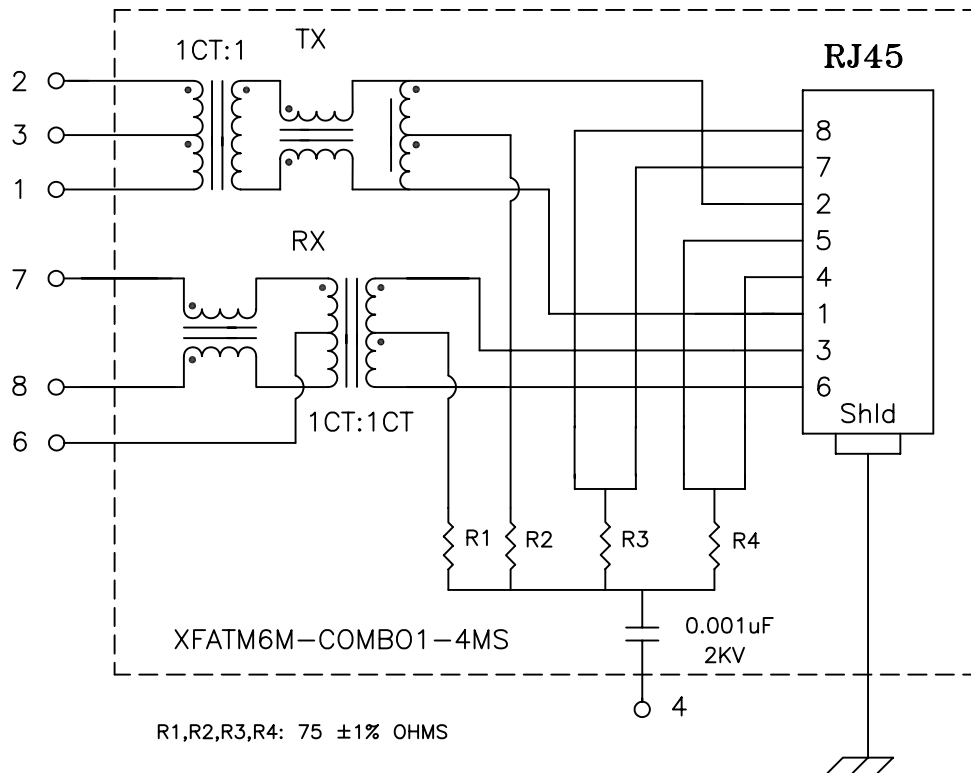 TX
1CT:1
RJ45
2
3
1
8
7
2
5
4
1
3
6
Shld
RX
7
8
6
1CT:1CT
R1
R2
R3
R4
XFATM6M-COMBO1-4MS
0.001uF
2KV
4
R1,R2,R3,R4: 75 ±1% OHMS